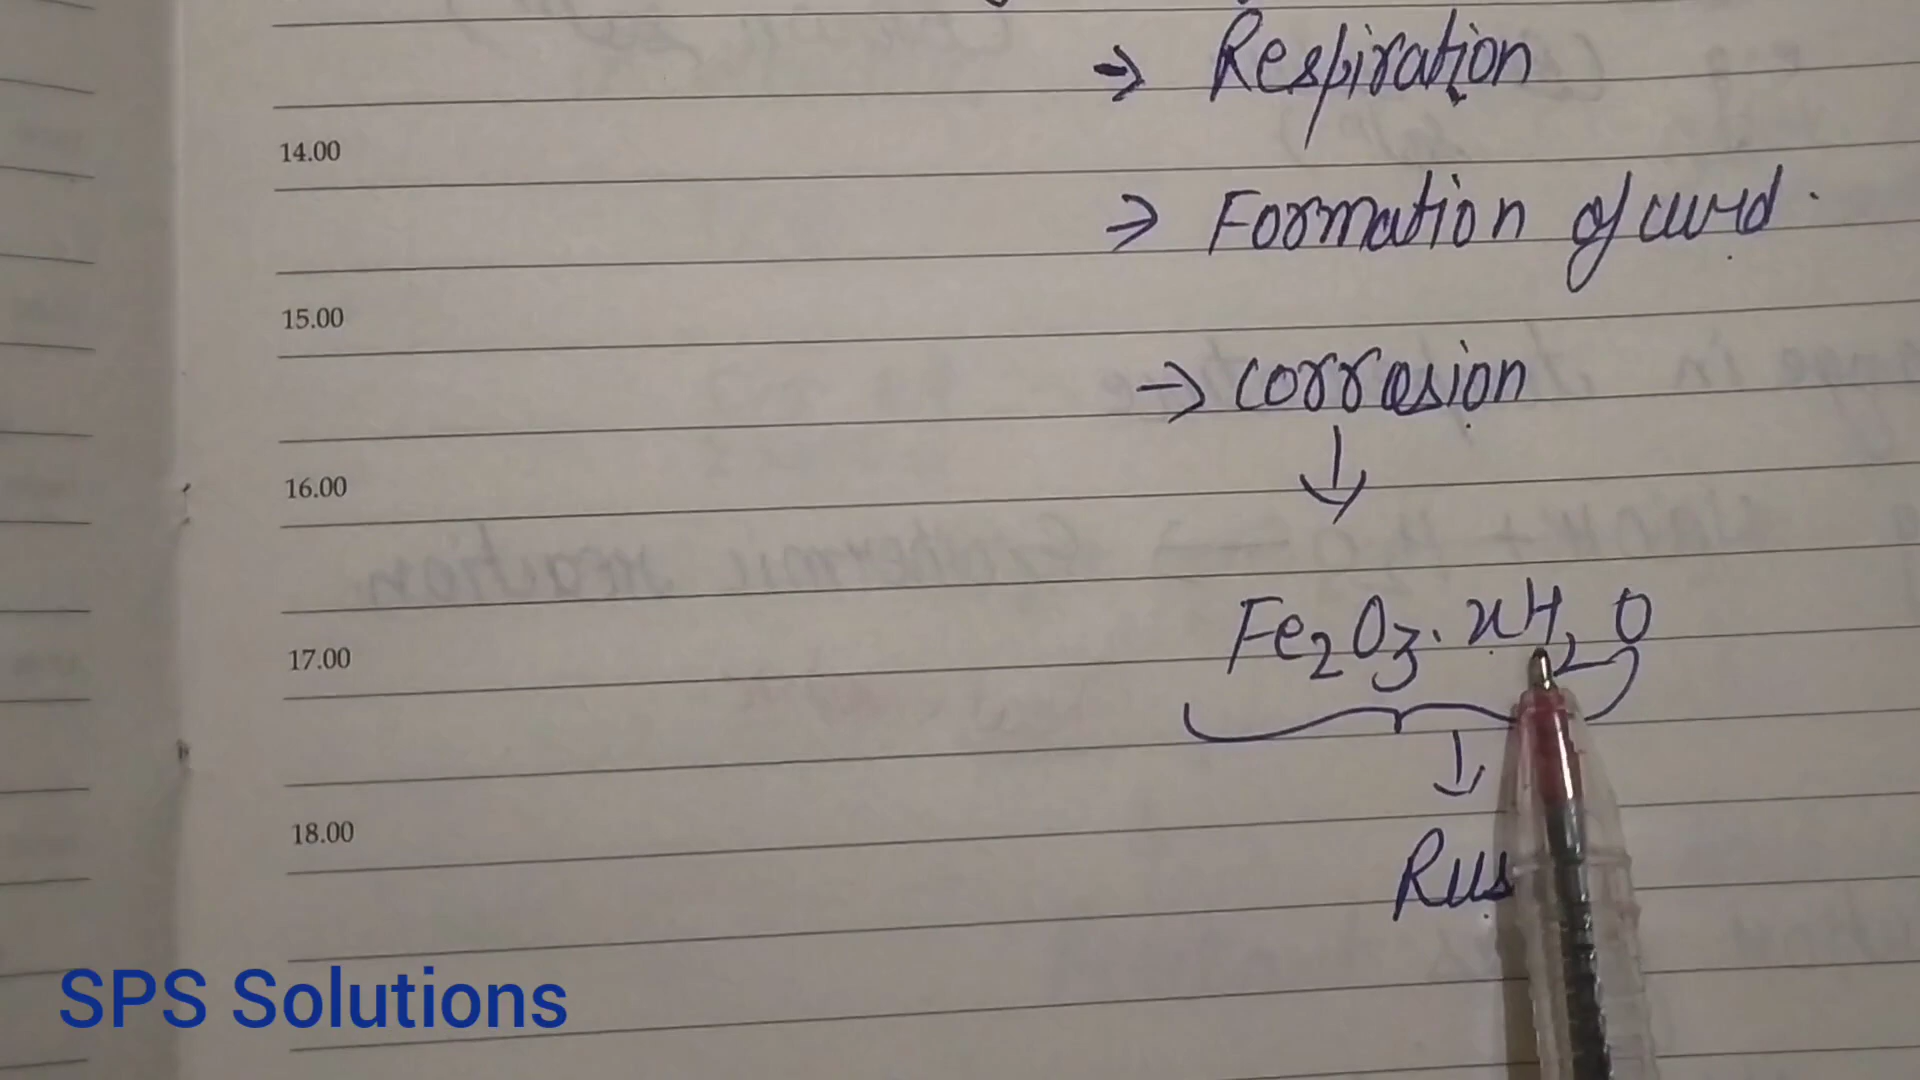 → Respiration
14.00
→ Formation of curd.
15.00
→ corrosion
↓
16.00
Fe₂O₃.xH₂O
17.00
↓
18.00
Rus
SPS Solutions